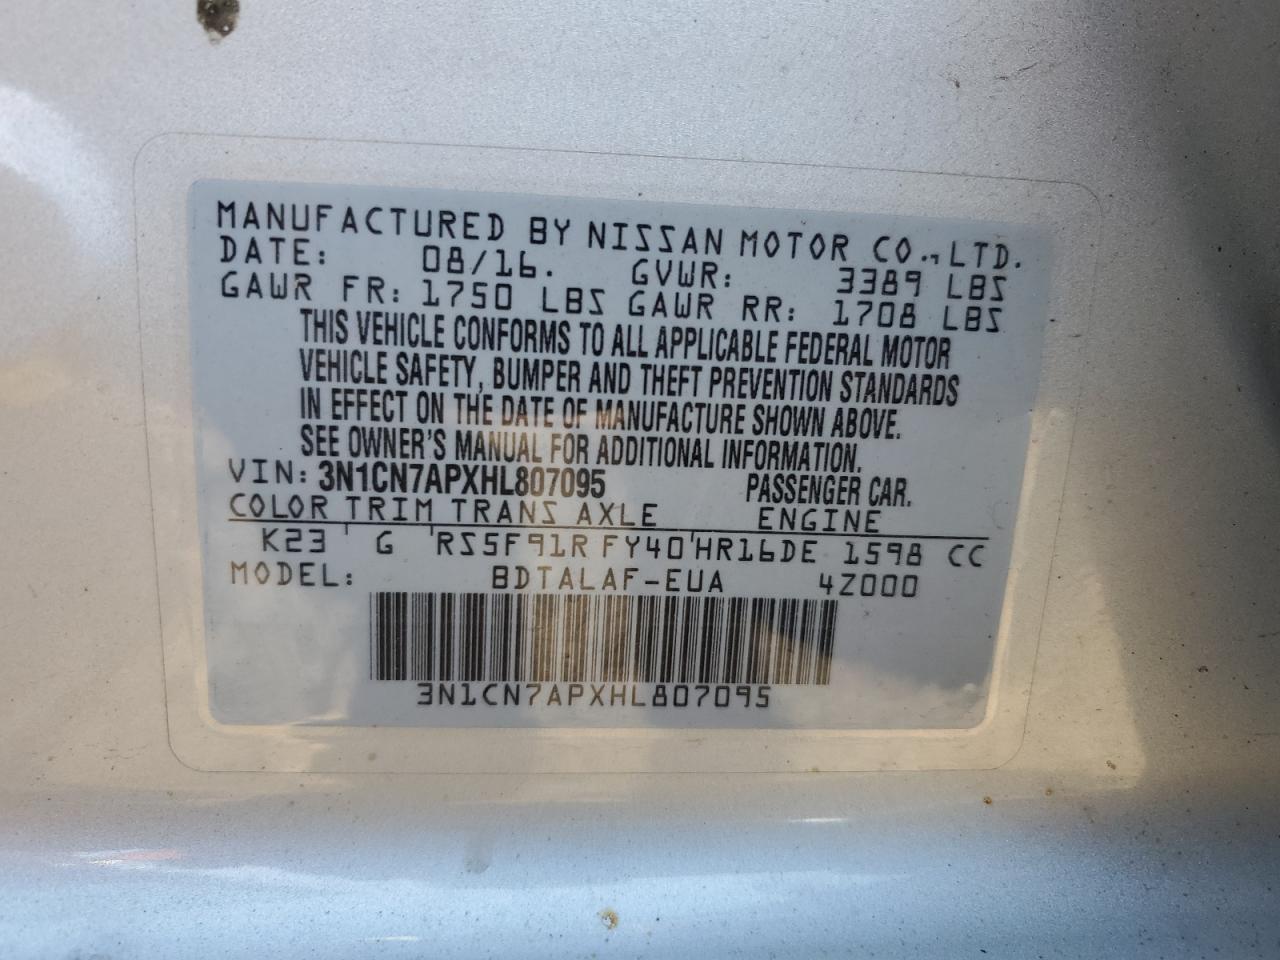 MANUFACTURED BY NISSAN MOTOR CO., LTD.
DATE: 08/16. GVWR: 3389 LBS
GAWR FR: 1750 LBS GAWR RR: 1708 LBS
THIS VEHICLE CONFORMS TO ALL APPLICABLE FEDERAL MOTOR
VEHICLE SAFETY, BUMPER AND THEFT PREVENTION STANDARDS
IN EFFECT ON THE DATE OF MANUFACTURE SHOWN ABOVE.
SEE OWNER'S MANUAL FOR ADDITIONAL INFORMATION.
VIN: 3N1CN7APXHL807095 PASSENGER CAR.
COLOR TRIM TRANS AXLE ENGINE
K23 G RS5F91R FY40 HR16DE 1598 CC
MODEL: BDTALAF-EUA 4Z000
3N1CN7APXHL807095